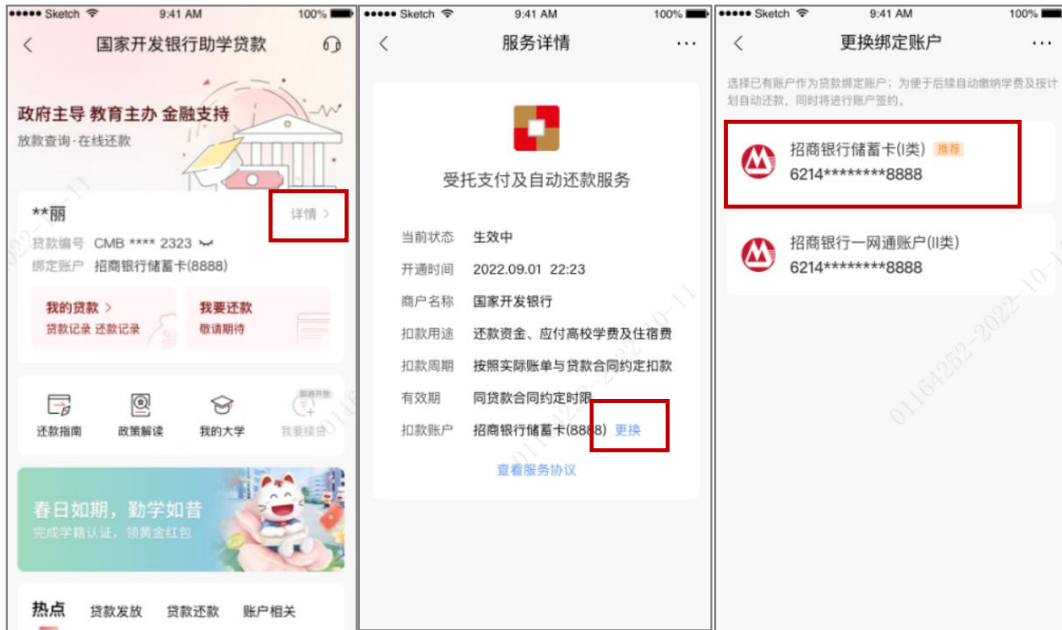 Sketch 9:41 AM 100%
国家开发银行助学贷款
政府主导 教育主办 金融支持
放款查询·在线还款
**丽
详情 >
贷款编号 CMB **** 2323
绑定账户 招商银行储蓄卡(8888)
我的贷款 >
贷款记录 还款记录
我要还款
敬请期待
还款指南
政策解读
我的大学
即将开放
我要续贷
春日如期，勤学如昔
完成学籍认证，领黄金红包
热点 贷款发放 贷款还款 账户相关
Sketch 9:41 AM 100%
服务详情
受托支付及自动还款服务
当前状态 生效中
开通时间 2022.09.01 22:23
商户名称 国家开发银行
扣款用途 还款资金、应付高校学费及住宿费
扣款周期 按照实际账单与贷款合同约定扣款
有效期 同贷款合同约定时限
扣款账户 招商银行储蓄卡(8888) 更换
查看服务协议
Sketch 9:41 AM 100%
更换绑定账户
选择已有账户作为贷款绑定账户；为便于后续自动缴纳学费及按计
划自动还款，同时将进行账户签约。
招商银行储蓄卡(I类) 推荐
6214********8888
招商银行一网通账户(II类)
6214********8888
01164252-2022-10-11